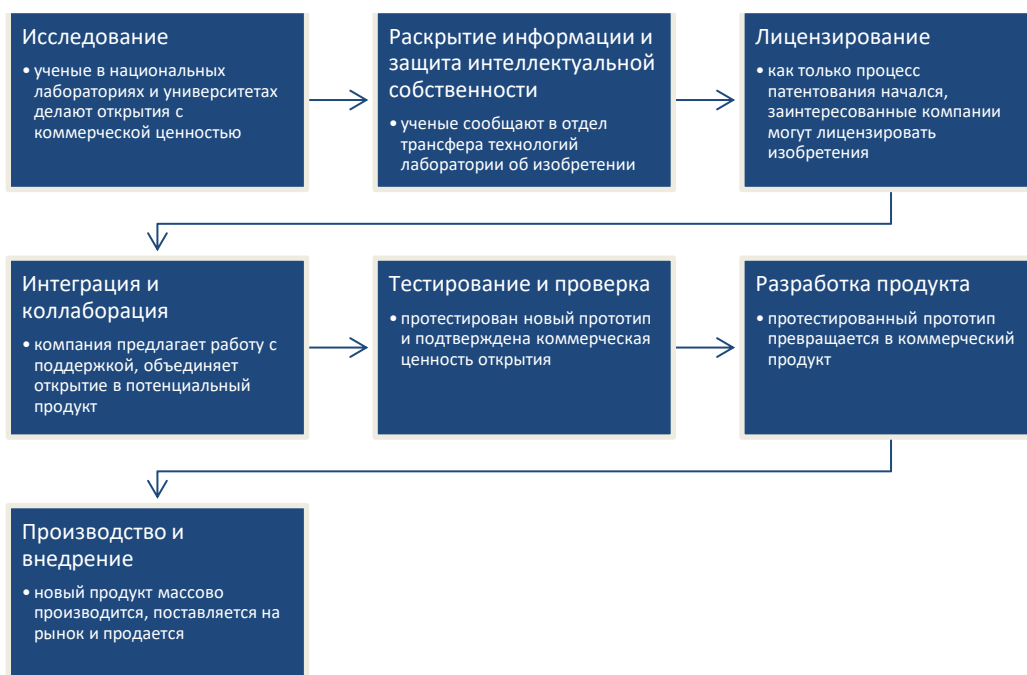 Исследование
• ученые в национальных
лабораториях и университетах
делают открытия с
коммерческой ценностью
Раскрытие информации и
защита интеллектуальной
собственности
• ученые сообщают в отдел
трансфера технологий
лаборатории об изобретении
Лицензирование
• как только процесс
патентования начался,
заинтересованные компании
могут лицензировать
изобретения
Интеграция и
коллаборация
• компания предлагает работу с
поддержкой, объединяет
открытие в потенциальный
продукт
Тестирование и проверка
• протестирован новый прототип
и подтверждена коммерческая
ценность открытия
Разработка продукта
• протестированный прототип
превращается в коммерческий
продукт
Производство и
внедрение
• новый продукт массово
производится, поставляется на
рынок и продается